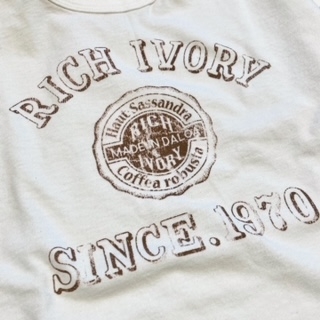 RICH IVORY
Haut Sassandra
RICH
MADE IN DALOA
IVORY
Coffea robusta
SINCE.1970